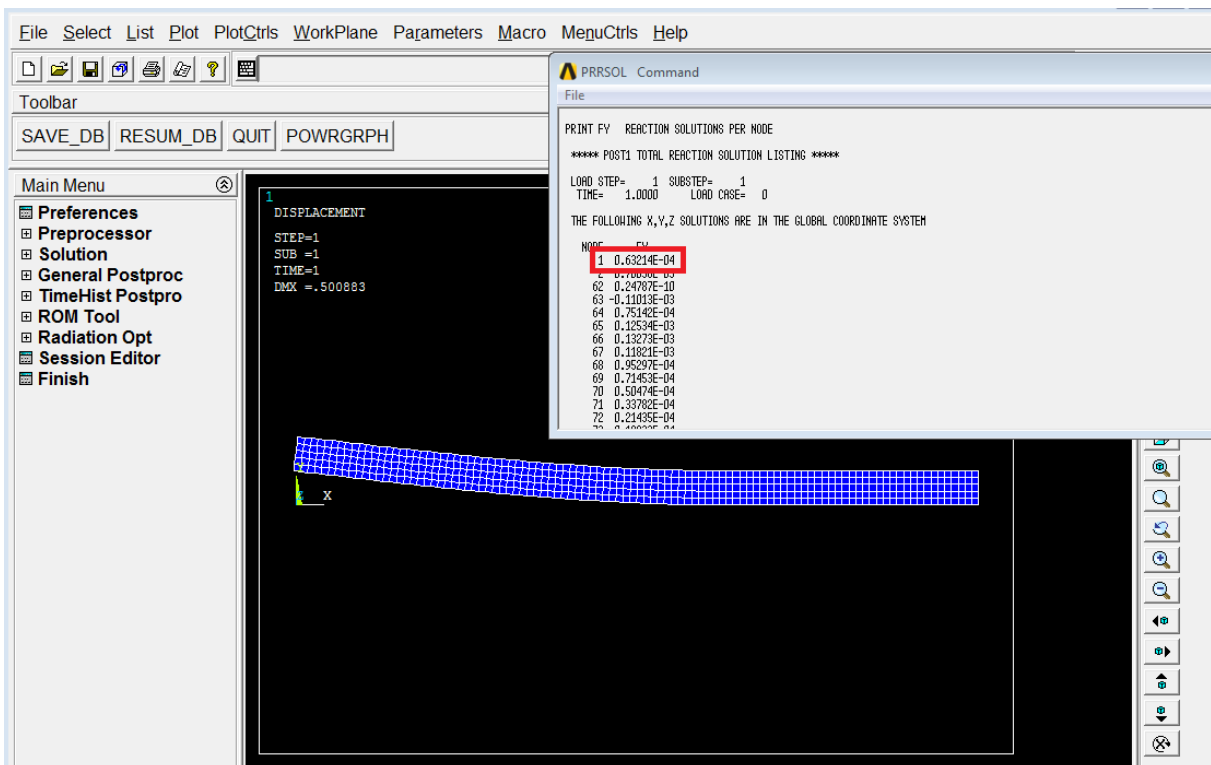 File Select List Plot PlotCtrls WorkPlane Parameters Macro MenuCtrls Help
Toolbar
SAVE_DB RESUM_DB QUIT POWRGRPH
Main Menu
Preferences
Preprocessor
Solution
General Postproc
TimeHist Postpro
ROM Tool
Radiation Opt
Session Editor
Finish
1
DISPLACEMENT
STEP=1
SUB =1
TIME=1
DMX =.500883
X
PRRSOL Command
File
PRINT FY REACTION SOLUTIONS PER NODE
***** POST1 TOTAL REACTION SOLUTION LISTING *****
LOAD STEP= 1 SUBSTEP= 1
TIME= 1.0000 LOAD CASE= 0
THE FOLLOWING X,Y,Z SOLUTIONS ARE IN THE GLOBAL COORDINATE SYSTEM
NODE FY
1 0.63214E-04
62 0.24787E-10
63 -0.11013E-03
64 0.75142E-04
65 0.12534E-03
66 0.13273E-03
67 0.11821E-03
68 0.95297E-04
69 0.71453E-04
70 0.50474E-04
71 0.33782E-04
72 0.21435E-04